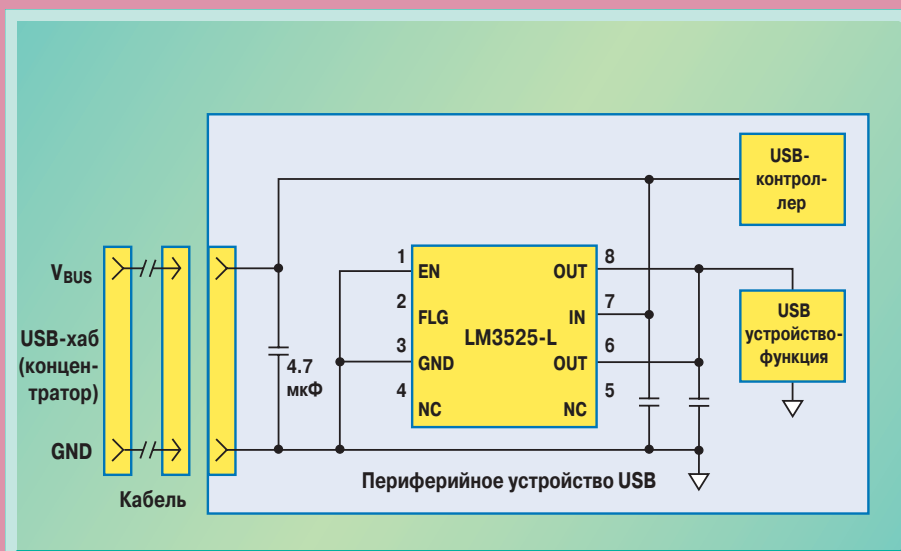 USB-
контрол-
лер
1
8
VBUS
EN
OUT
2
7
FLG
IN
USB
устройство-
функция
LM3525-L
USB-хаб
(концен-
тратор)
3
6
4.7
мкФ
GND
OUT
4
5
NC
NC
GND
Периферийное устройство USB
Кабель